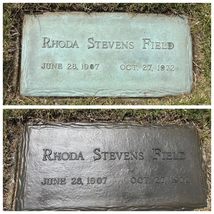 RHODA STEVENS FIELD
JUNE 28, 1907 OCT. 27, 1972
RHODA STEVENS FIELD
JUNE 28, 1907 OCT. 27,